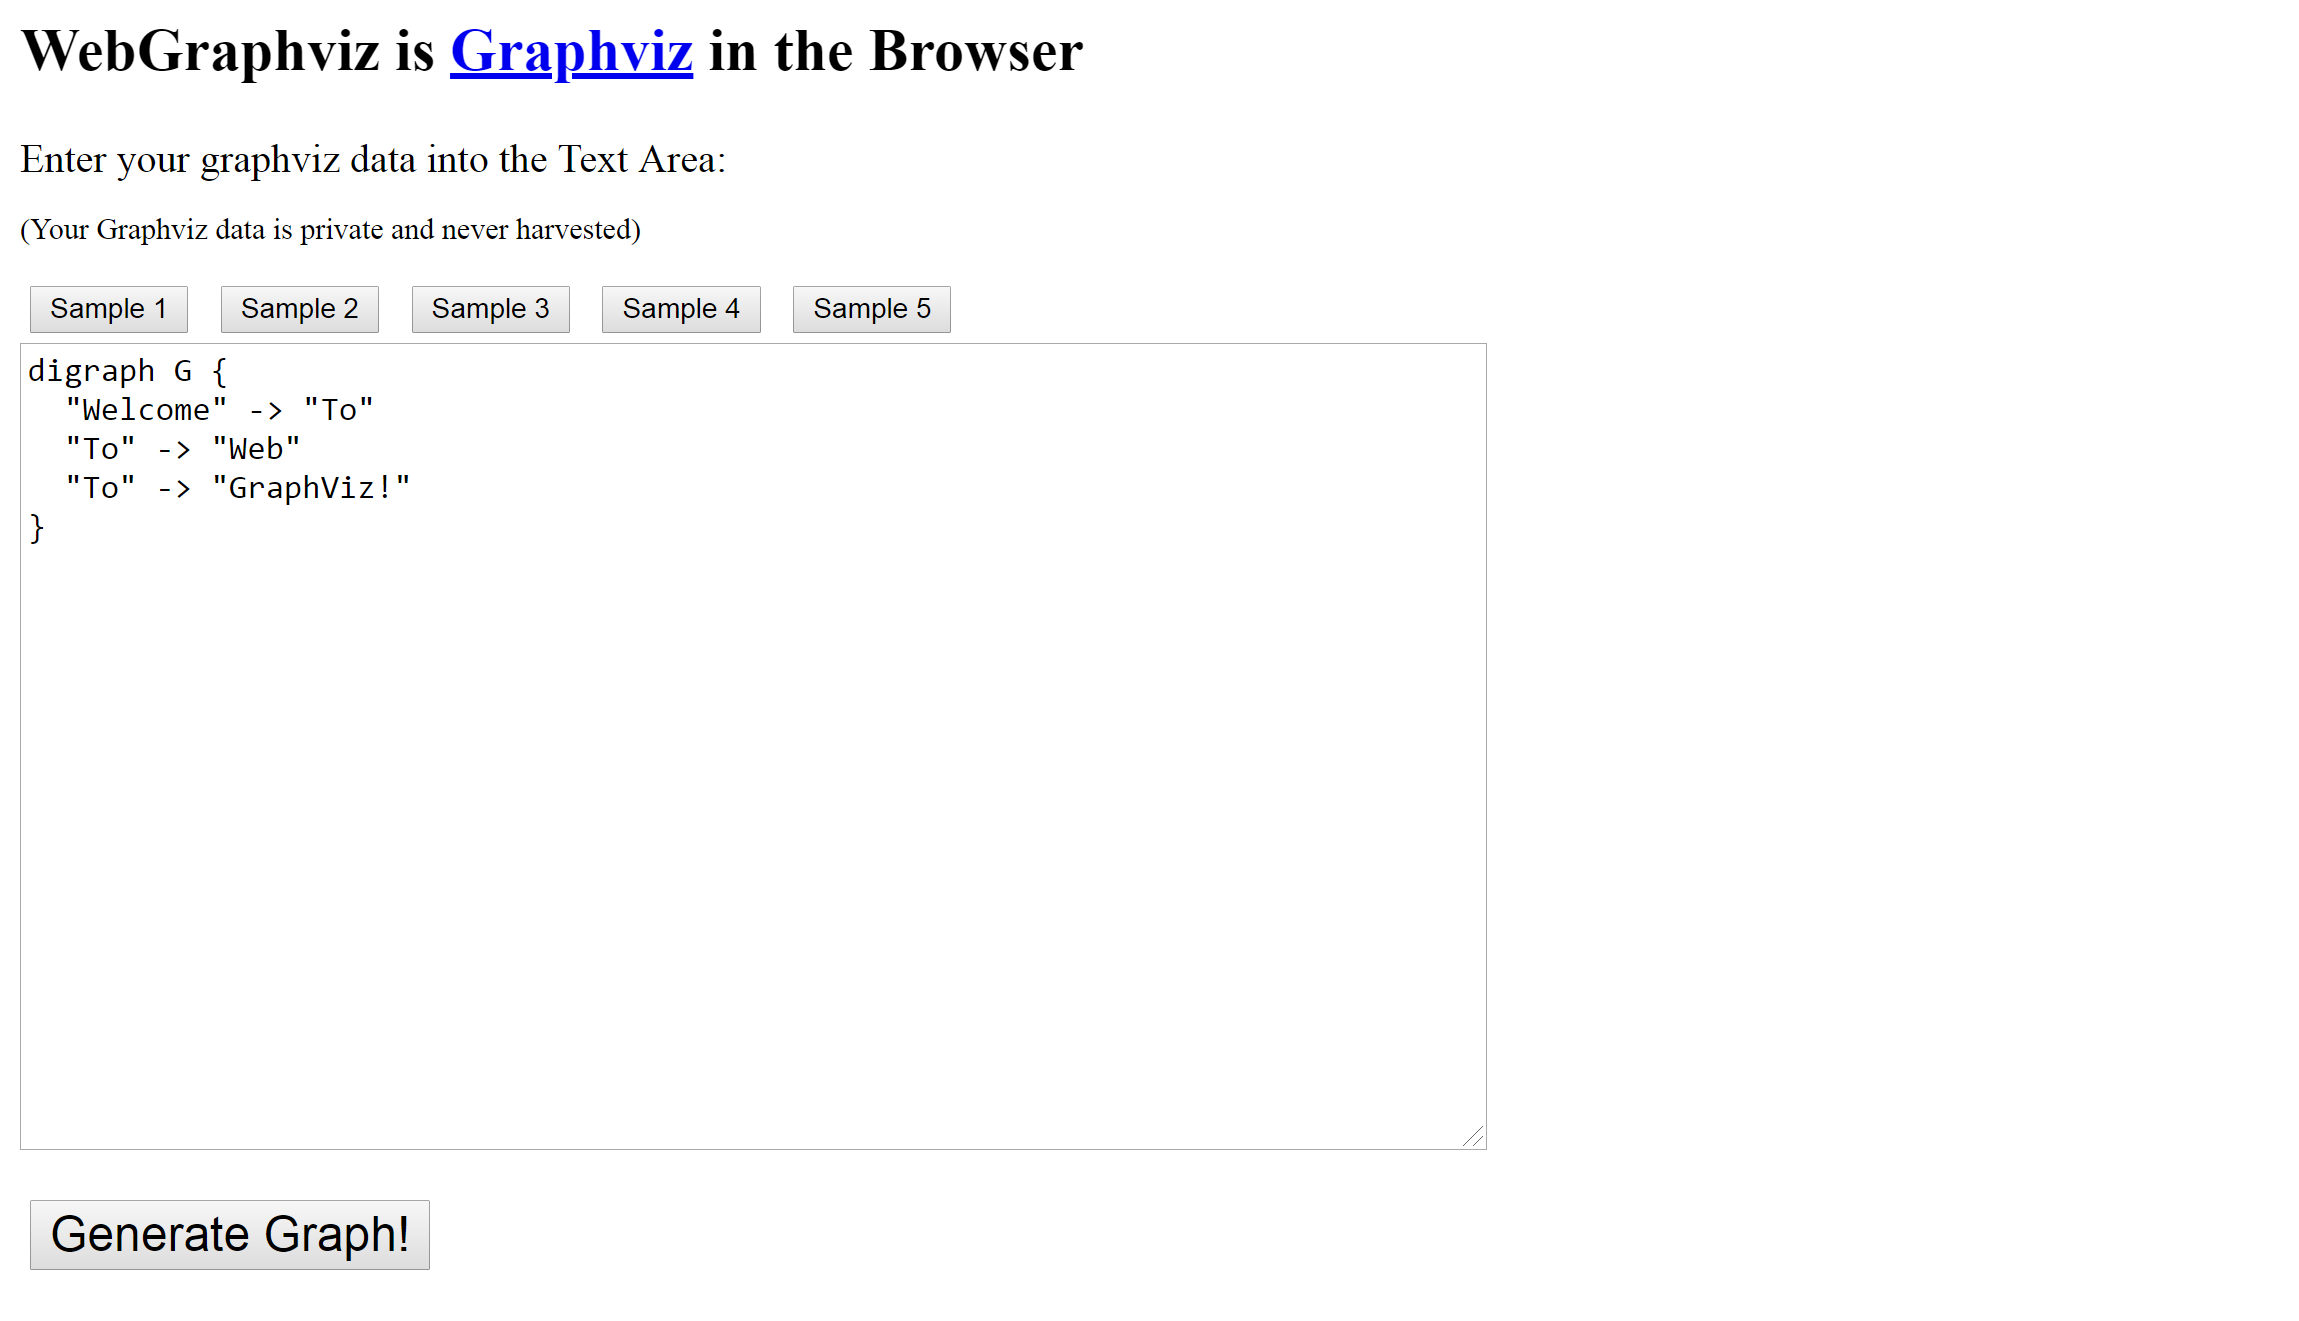 WebGraphviz is Graphviz in the Browser
Enter your graphviz data into the Text Area:
(Your Graphviz data is private and never harvested)
Sample 1 Sample 2 Sample 3 Sample 4 Sample 5
digraph G {
  "Welcome" -> "To"
  "To" -> "Web"
  "To" -> "GraphViz!"
}
Generate Graph!